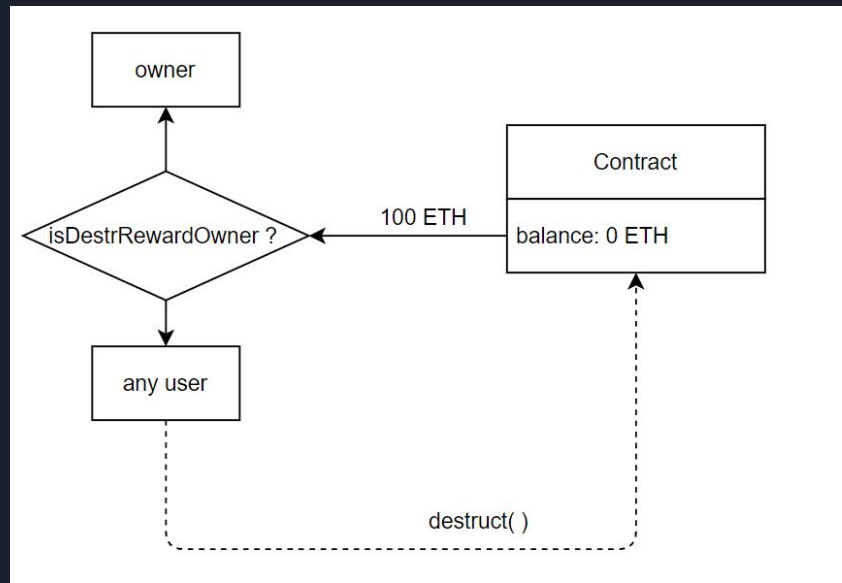 owner
Contract
100 ETH
isDestrRewardOwner ?
balance: 0 ETH
any user
destruct( )